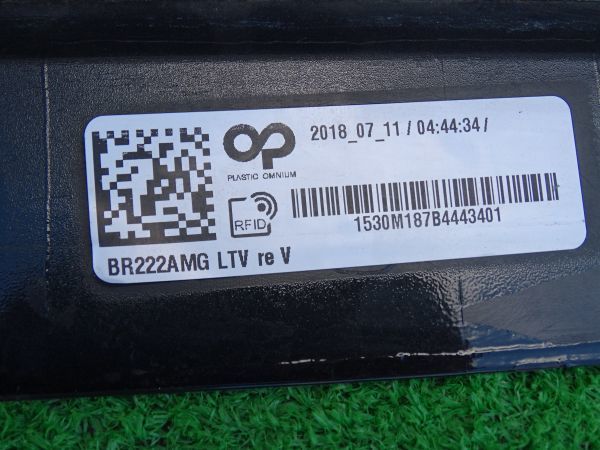 2018_07_11 / 04:44:34 /
PLASTIC OMNIUM
RFID
1530M187B4443401
BR222AMG LTV re V